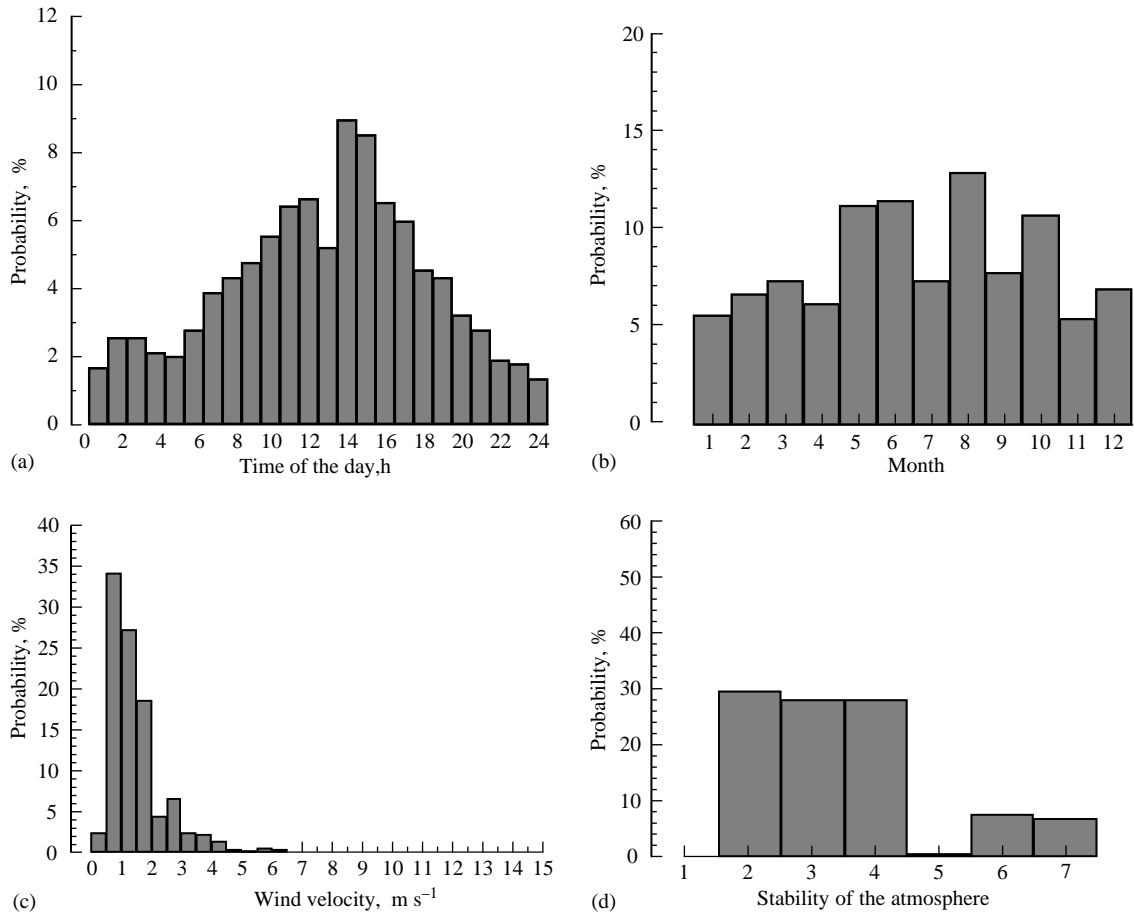 12
10
8
6
4
2
0
Probability, %
0 2 4 6 8 10 12 14 16 18 20 22 24
(a) Time of the day,h
20
15
10
5
0
Probability, %
1 2 3 4 5 6 7 8 9 10 11 12
(b) Month
40
35
30
25
20
15
10
5
0
Probability, %
0 1 2 3 4 5 6 7 8 9 10 11 12 13 14 15
(c) Wind velocity, m s⁻¹
60
50
40
30
20
10
0
Probability, %
1 2 3 4 5 6 7
(d) Stability of the atmosphere